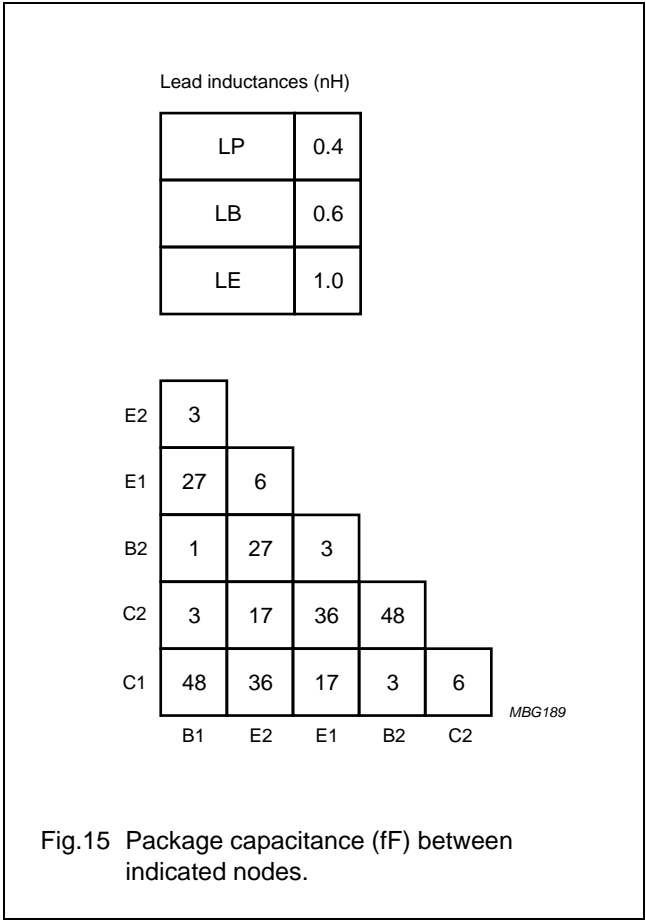 Lead inductances (nH)
LP 0.4
LB 0.6
LE 1.0
E2 3
E1 27 6
B2 1 27 3
C2 3 17 36 48
C1 48 36 17 3 6
MBG189
B1 E2 E1 B2 C2
Fig.15 Package capacitance (fF) between
indicated nodes.